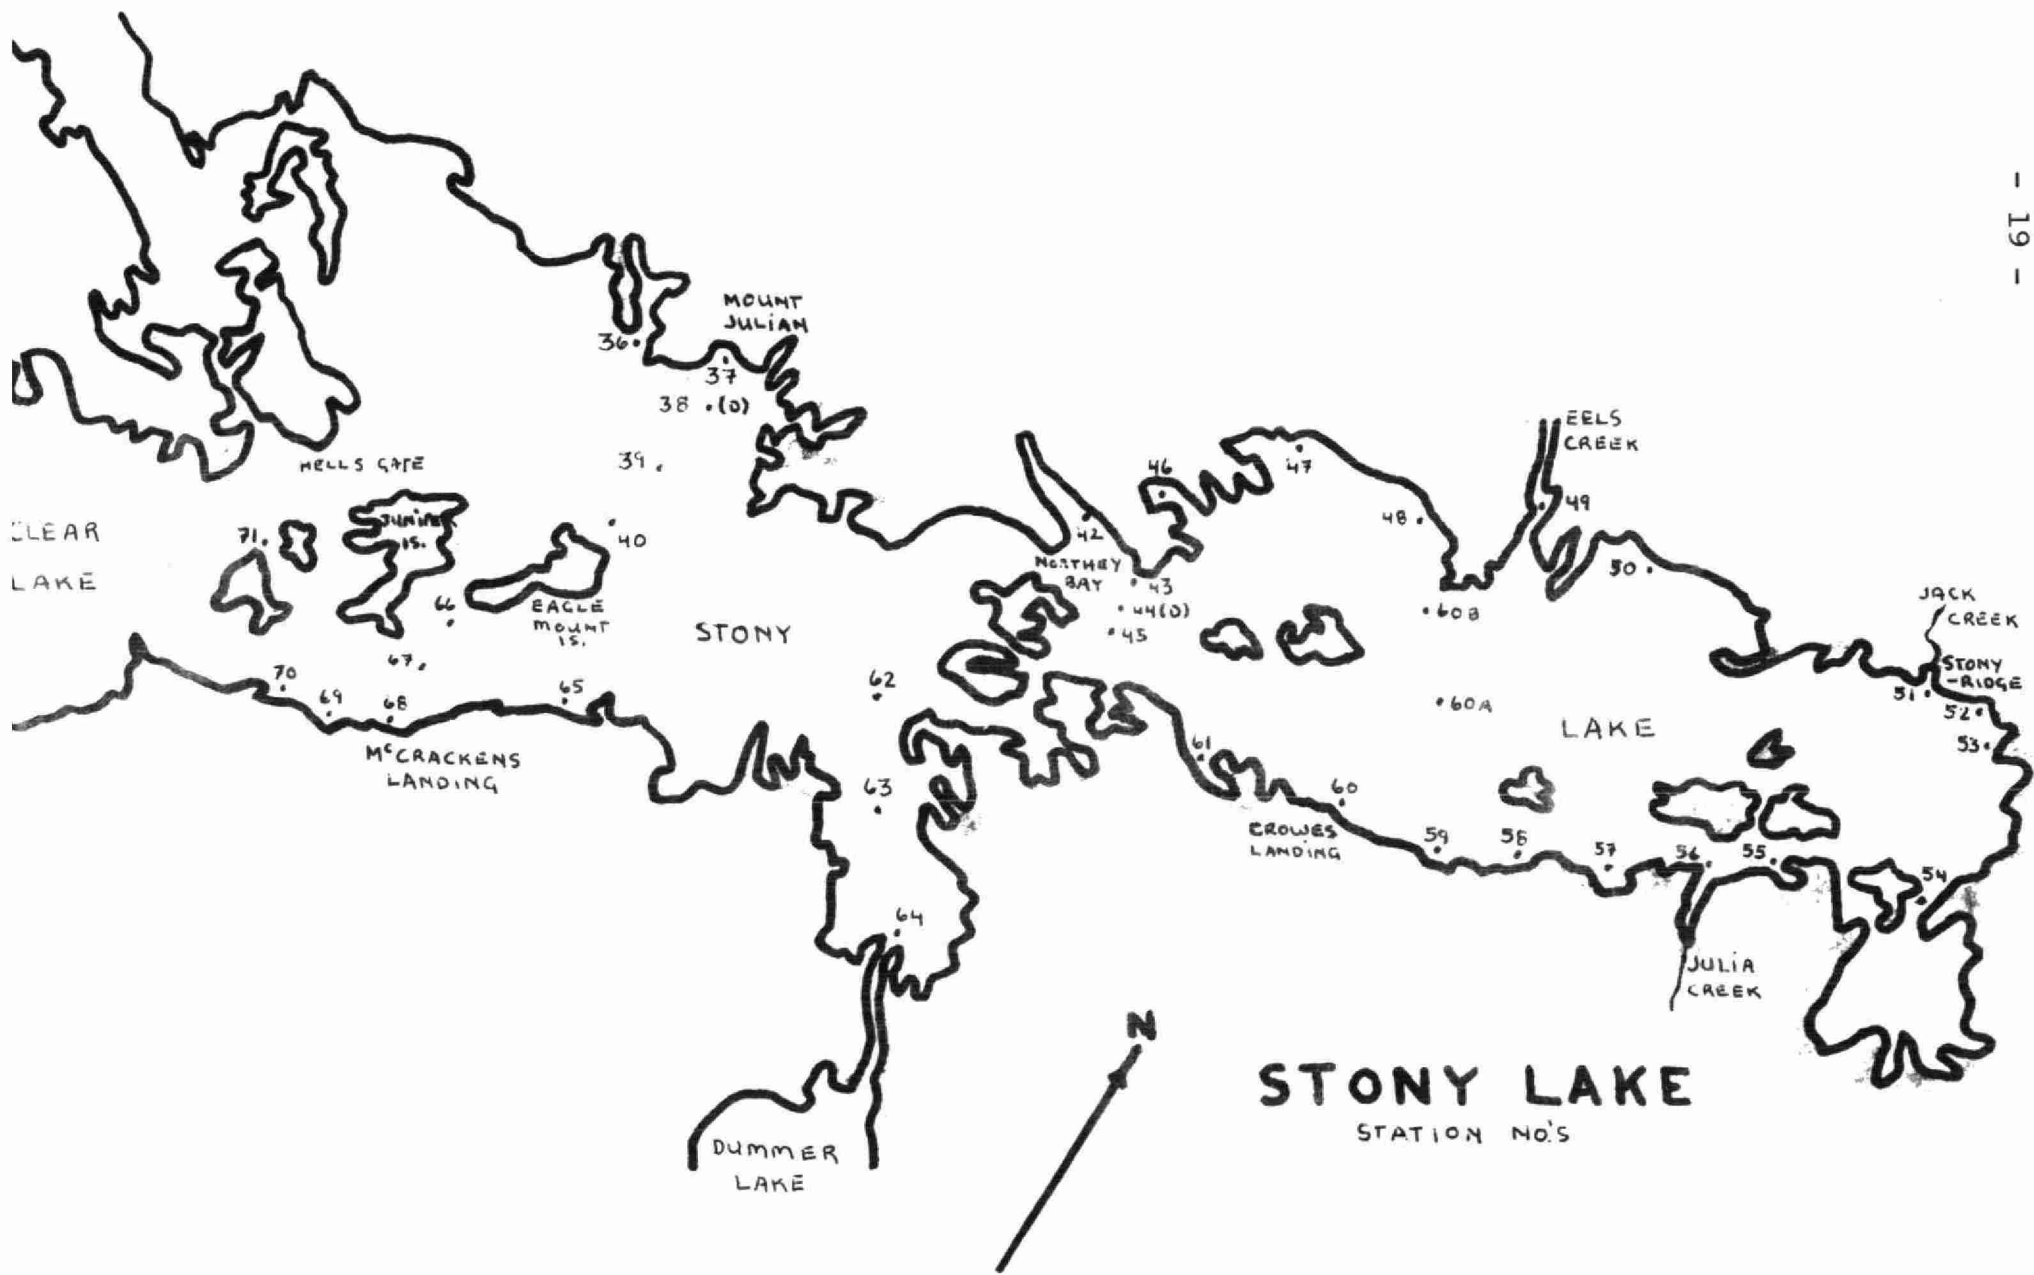 - 19 -
MOUNT
JULIAN
36
37
38 .(D)
39
40
HELLS GATE
CLEAR
LAKE
71
JUNIPER
IS.
66
EAGLE
MOUNT
IS.
67
70
69
68
65
McCRACKENS
LANDING
STONY
62
63
64
DUMMER
LAKE
42
NORTHEY
BAY
43
44(D)
45
46
47
48
EELS
CREEK
49
50
60B
60A
LAKE
JACK
CREEK
STONY
-RIDGE
51
52
53
54
55
56
57
58
59
60
61
CROWES
LANDING
JULIA
CREEK
N
STONY LAKE
STATION NO'S